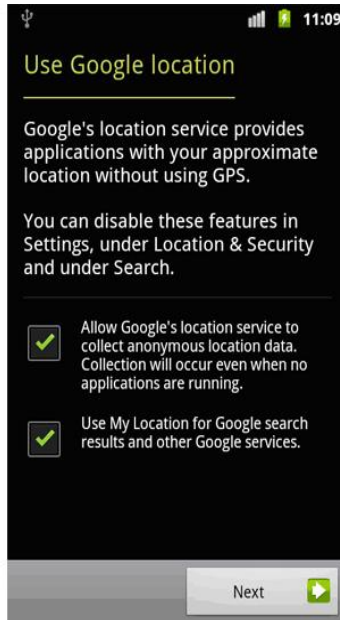 11:09
Use Google location
Google's location service provides
applications with your approximate
location without using GPS.
You can disable these features in
Settings, under Location & Security
and under Search.
Allow Google's location service to
collect anonymous location data.
Collection will occur even when no
applications are running.
Use My Location for Google search
results and other Google services.
Next